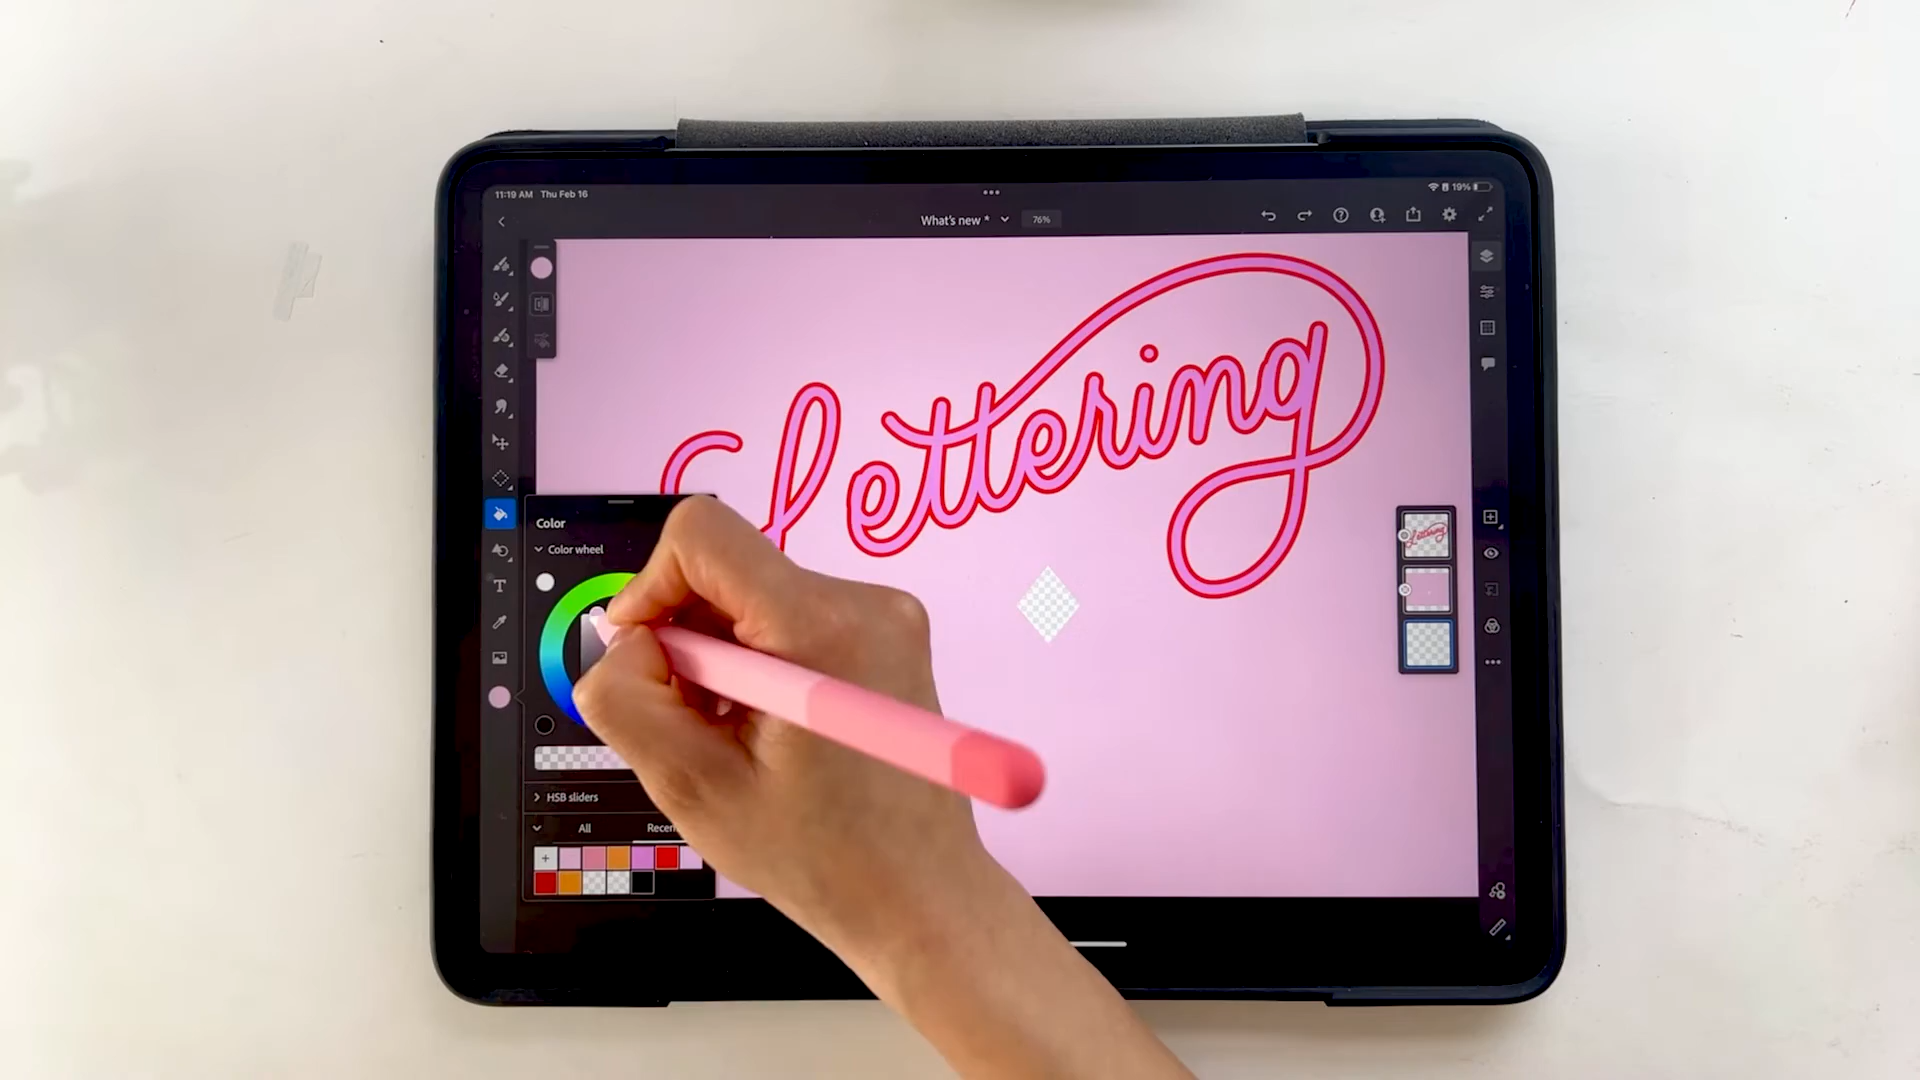 11:19 AM Thu Feb 16
19%
What's new *
76%
Lettering
Color
Color wheel
HSB sliders
All